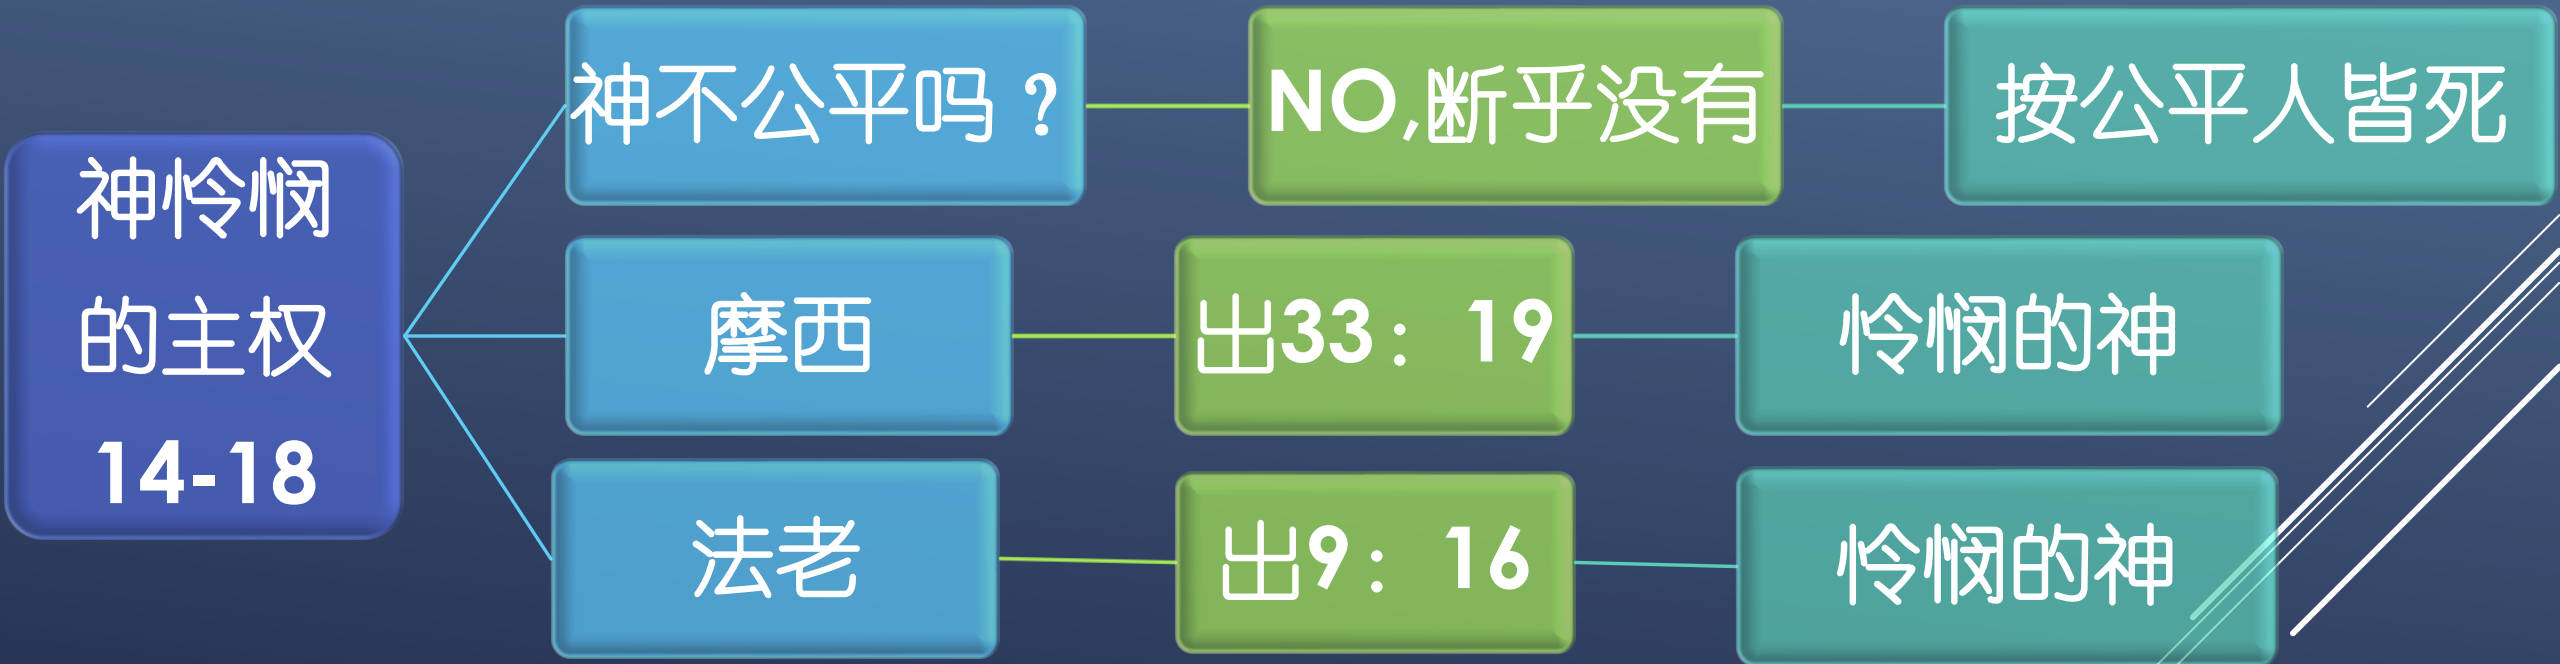 神怜悯
的主权
14-18
神不公平吗？
NO,断乎没有
按公平人皆死
摩西
出33：19
怜悯的神
法老
出9：16
怜悯的神